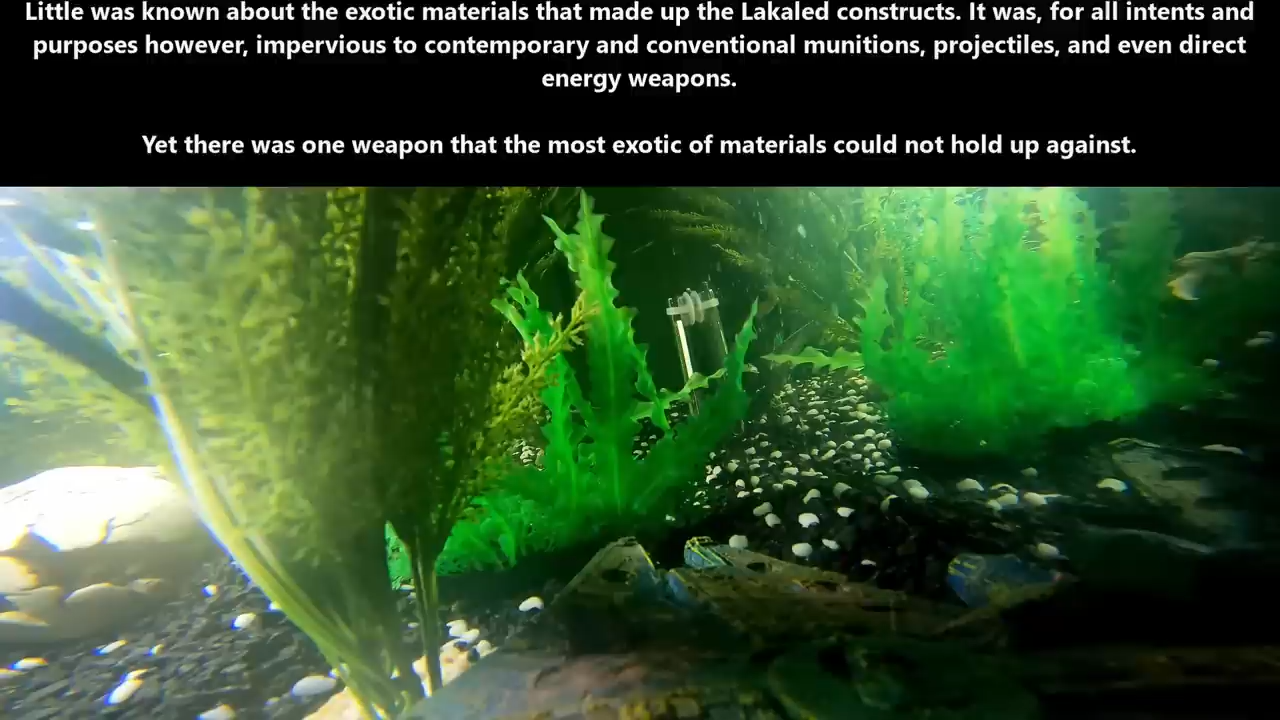 Little was known about the exotic materials that made up the Lakaled constructs. It was, for all intents and
purposes however, impervious to contemporary and conventional munitions, projectiles, and even direct
energy weapons.
Yet there was one weapon that the most exotic of materials could not hold up against.